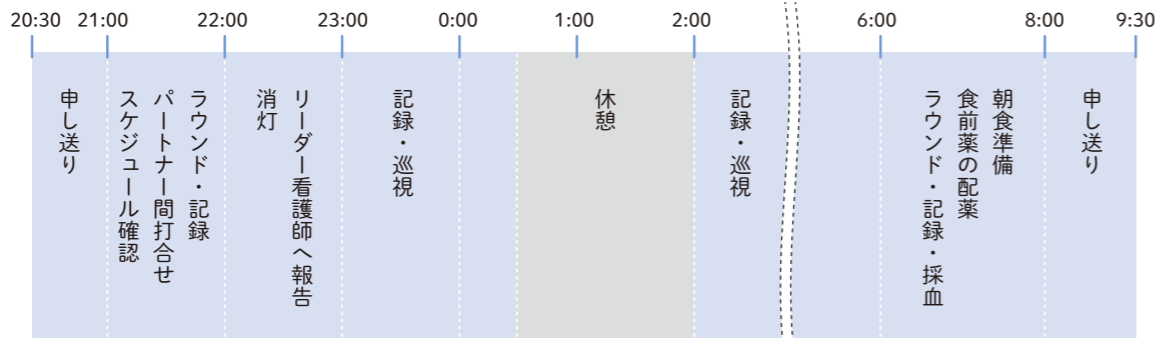 20:30
21:00
22:00
23:00
0:00
1:00
2:00
6:00
8:00
9:30
申し送り
ラウンド・記録
パートナー間打合せ
スケジュール確認
リーダー看護師へ報告
消灯
記録・巡視
休憩
記録・巡視
朝食準備
食前薬の配薬
ラウンド・記録・採血
申し送り